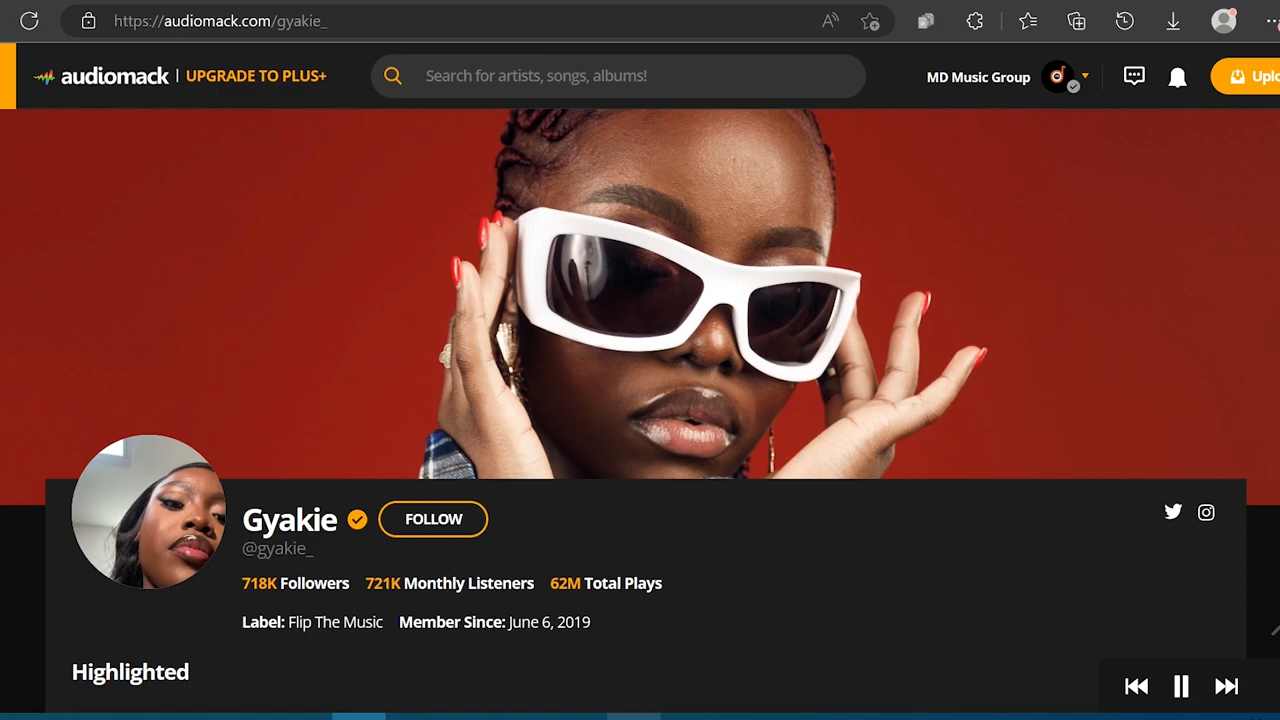 https://audiomack.com/gyakie_
audiomack | UPGRADE TO PLUS+
Search for artists, songs, albums!
MD Music Group
Uplo
Gyakie
FOLLOW
@gyakie_
718K Followers 721K Monthly Listeners 62M Total Plays
Label: Flip The Music Member Since: June 6, 2019
Highlighted